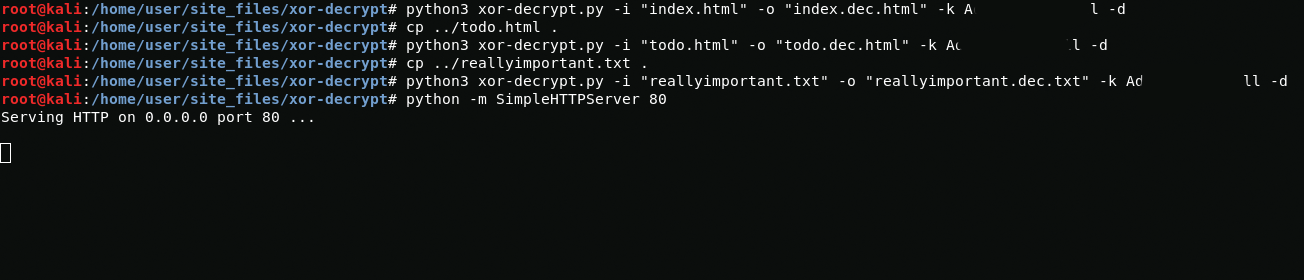 root@kali:/home/user/site_files/xor-decrypt# python3 xor-decrypt.py -i "index.html" -o "index.dec.html" -k A l -d
root@kali:/home/user/site_files/xor-decrypt# cp ../todo.html .
root@kali:/home/user/site_files/xor-decrypt# python3 xor-decrypt.py -i "todo.html" -o "todo.dec.html" -k Ad ll -d
root@kali:/home/user/site_files/xor-decrypt# cp ../reallyimportant.txt .
root@kali:/home/user/site_files/xor-decrypt# python3 xor-decrypt.py -i "reallyimportant.txt" -o "reallyimportant.dec.txt" -k Ad ll -d
root@kali:/home/user/site_files/xor-decrypt# python -m SimpleHTTPServer 80
Serving HTTP on 0.0.0.0 port 80 ...